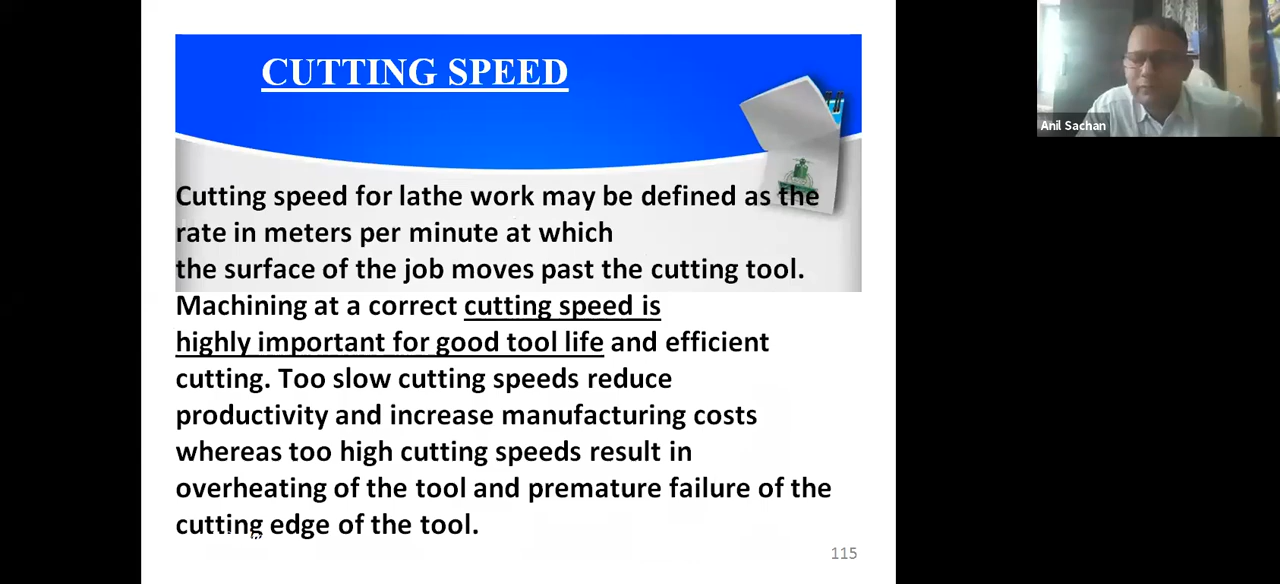 CUTTING SPEED
Anil Sachan
Cutting speed for lathe work may be defined as the
rate in meters per minute at which
the surface of the job moves past the cutting tool.
Machining at a correct cutting speed is
highly important for good tool life and efficient
cutting. Too slow cutting speeds reduce
productivity and increase manufacturing costs
whereas too high cutting speeds result in
overheating of the tool and premature failure of the
cutting edge of the tool.
115